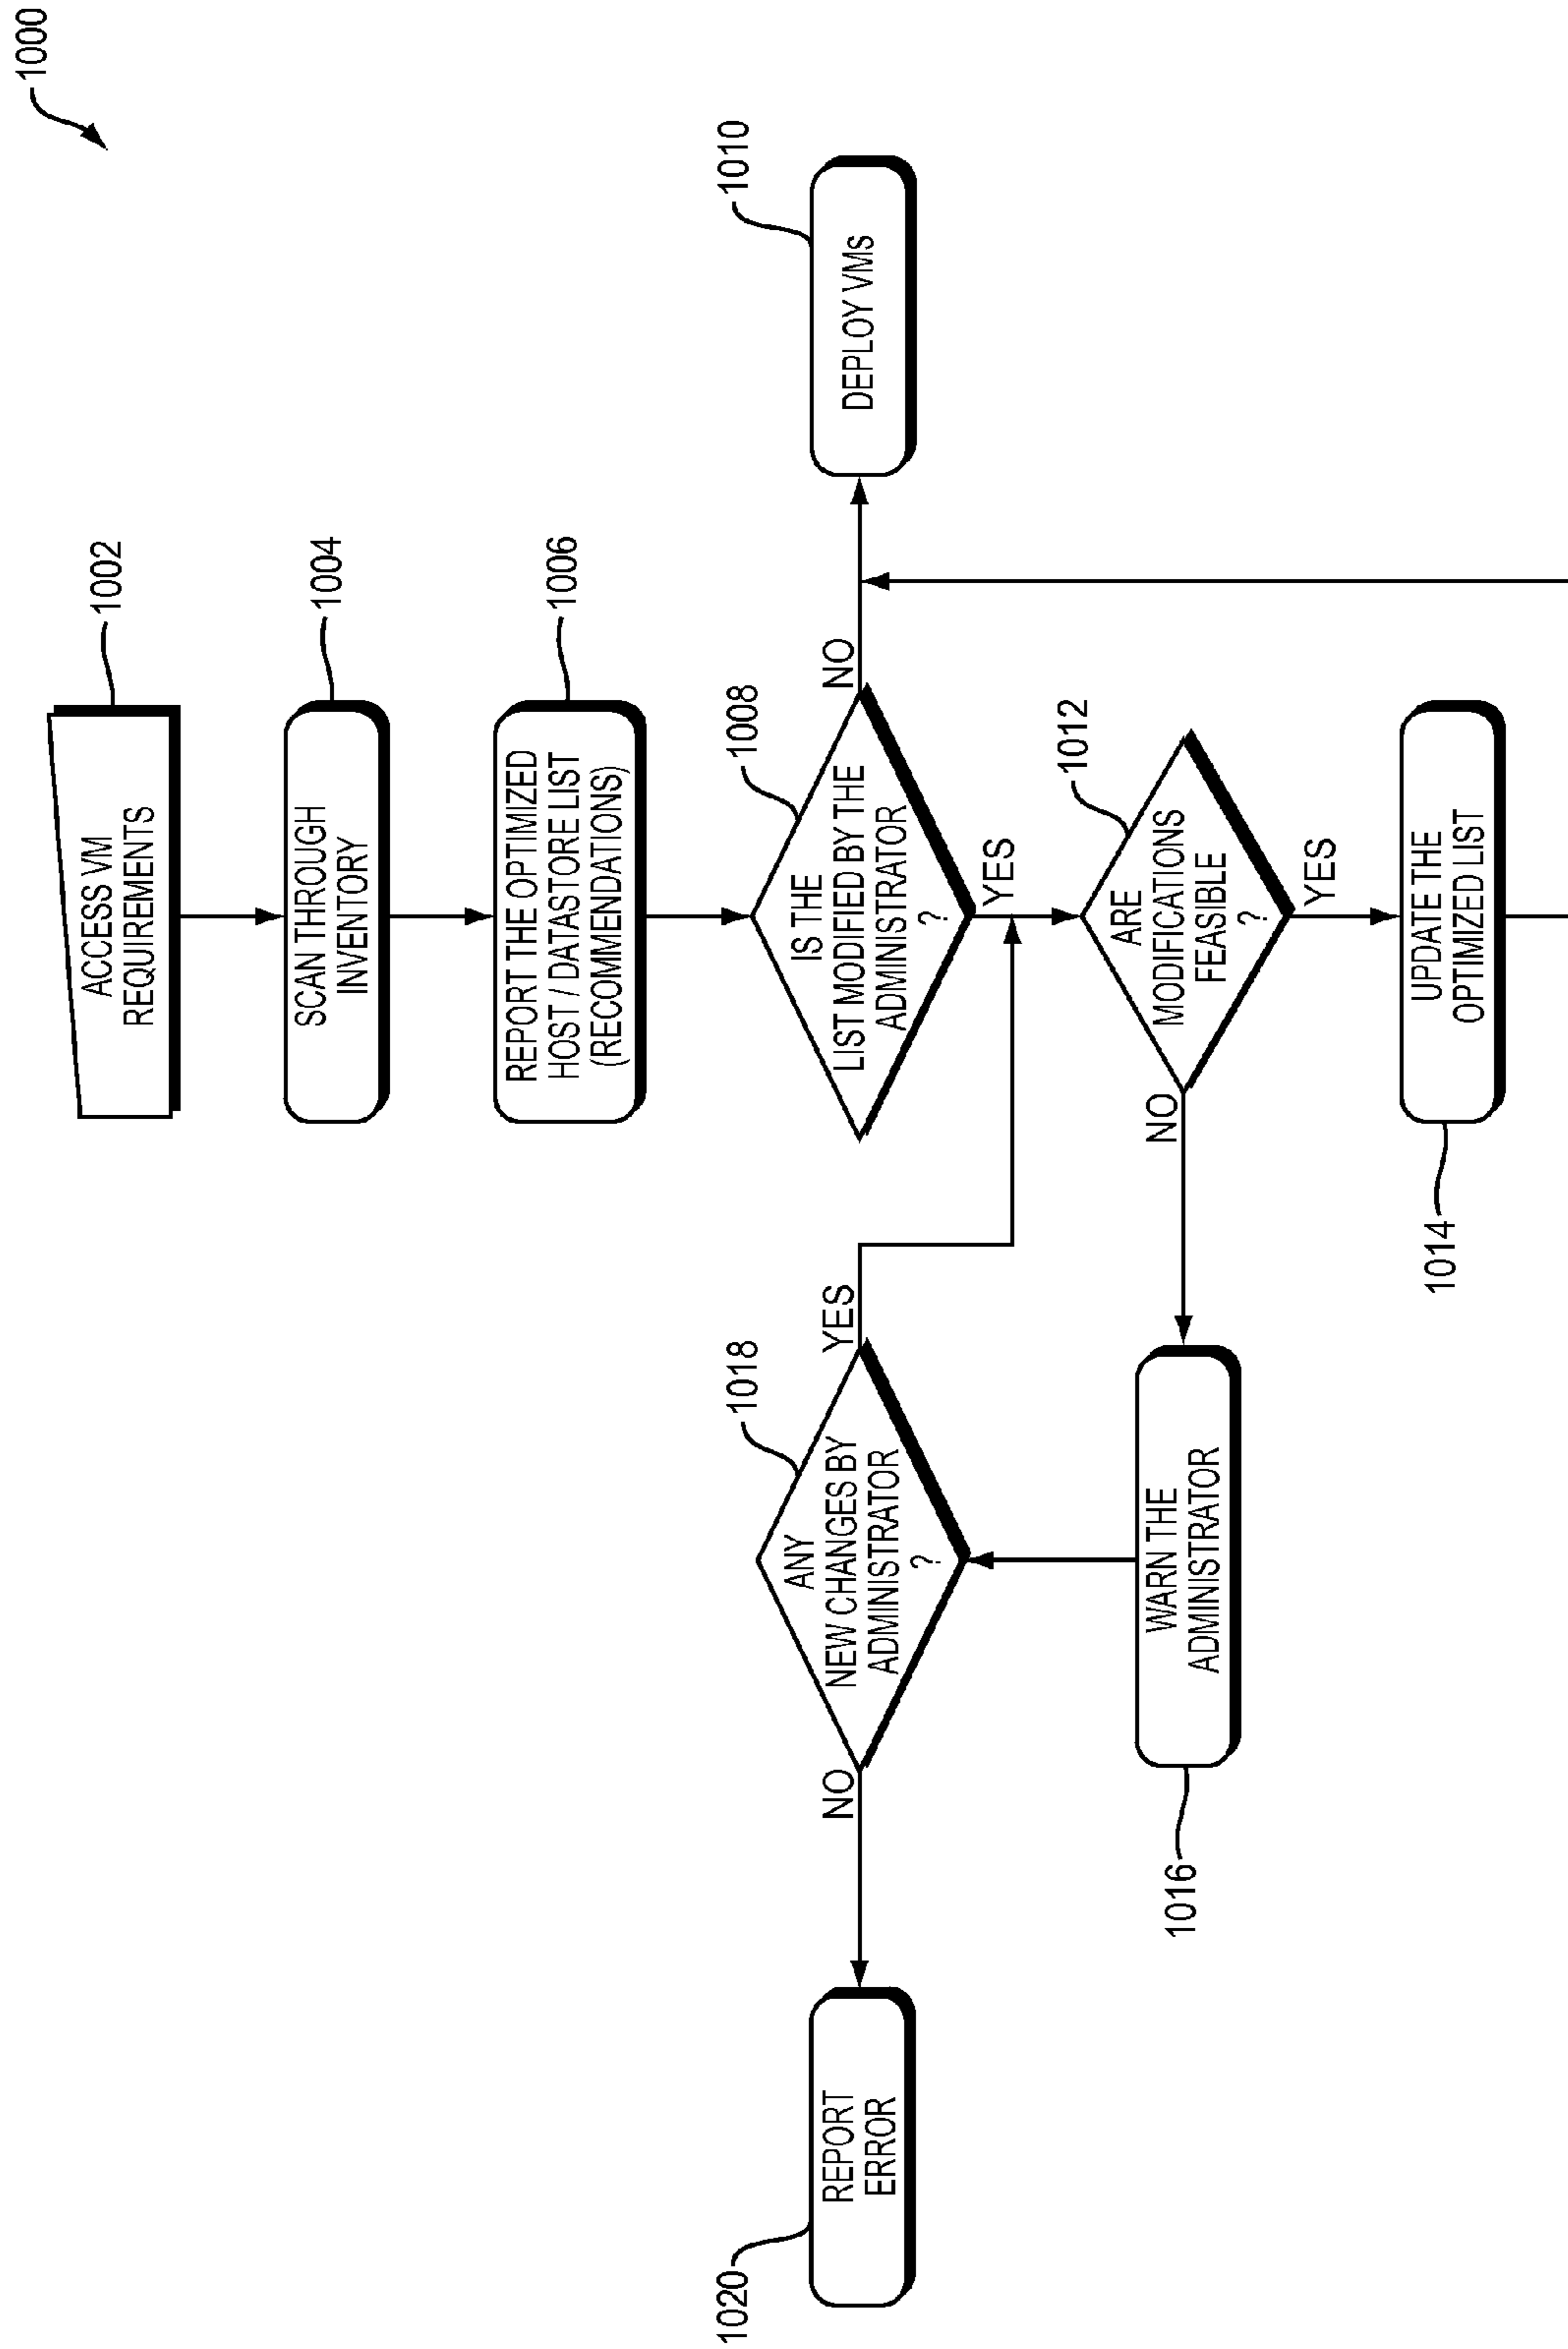 1000
ACCESS VM
REQUIREMENTS
1002
SCAN THROUGH
INVENTORY
1004
REPORT THE OPTIMIZED
HOST / DATASTORE LIST
(RECOMMENDATIONS)
1006
IS THE
LIST MODIFIED BY THE
ADMINISTRATOR
?
1008
NO
YES
DEPLOY VMs
1010
ARE
MODIFICATIONS
FEASIBLE
?
1012
NO
YES
UPDATE THE
OPTIMIZED LIST
1014
WARN THE
ADMINISTRATOR
1016
ANY
NEW CHANGES BY
ADMINISTRATOR
?
1018
YES
NO
REPORT
ERROR
1020